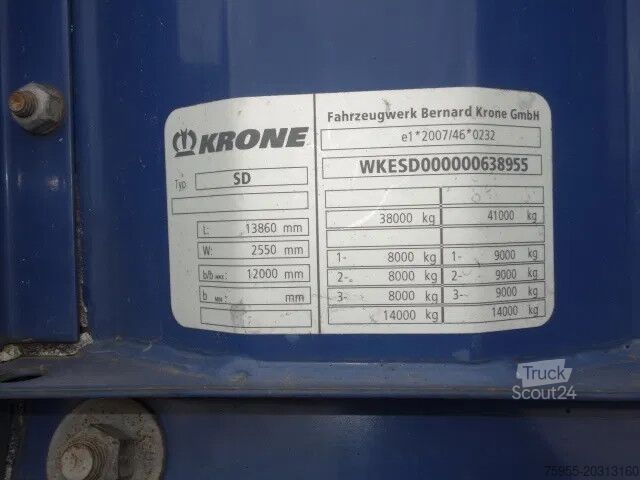 KRONE
Typ SD
L: 13860 mm
W: 2550 mm
b/b MAX: 12000 mm
b MIN: mm
Fahrzeugwerk Bernard Krone GmbH
e1*2007/46*0232
WKESD000000638955
38000 kg 41000 kg
1- 8000 kg 1- 9000 kg
2- 8000 kg 2- 9000 kg
3- 8000 kg 3- 9000 kg
14000 kg 14000 kg
Truck
Scout24
75955-20313160